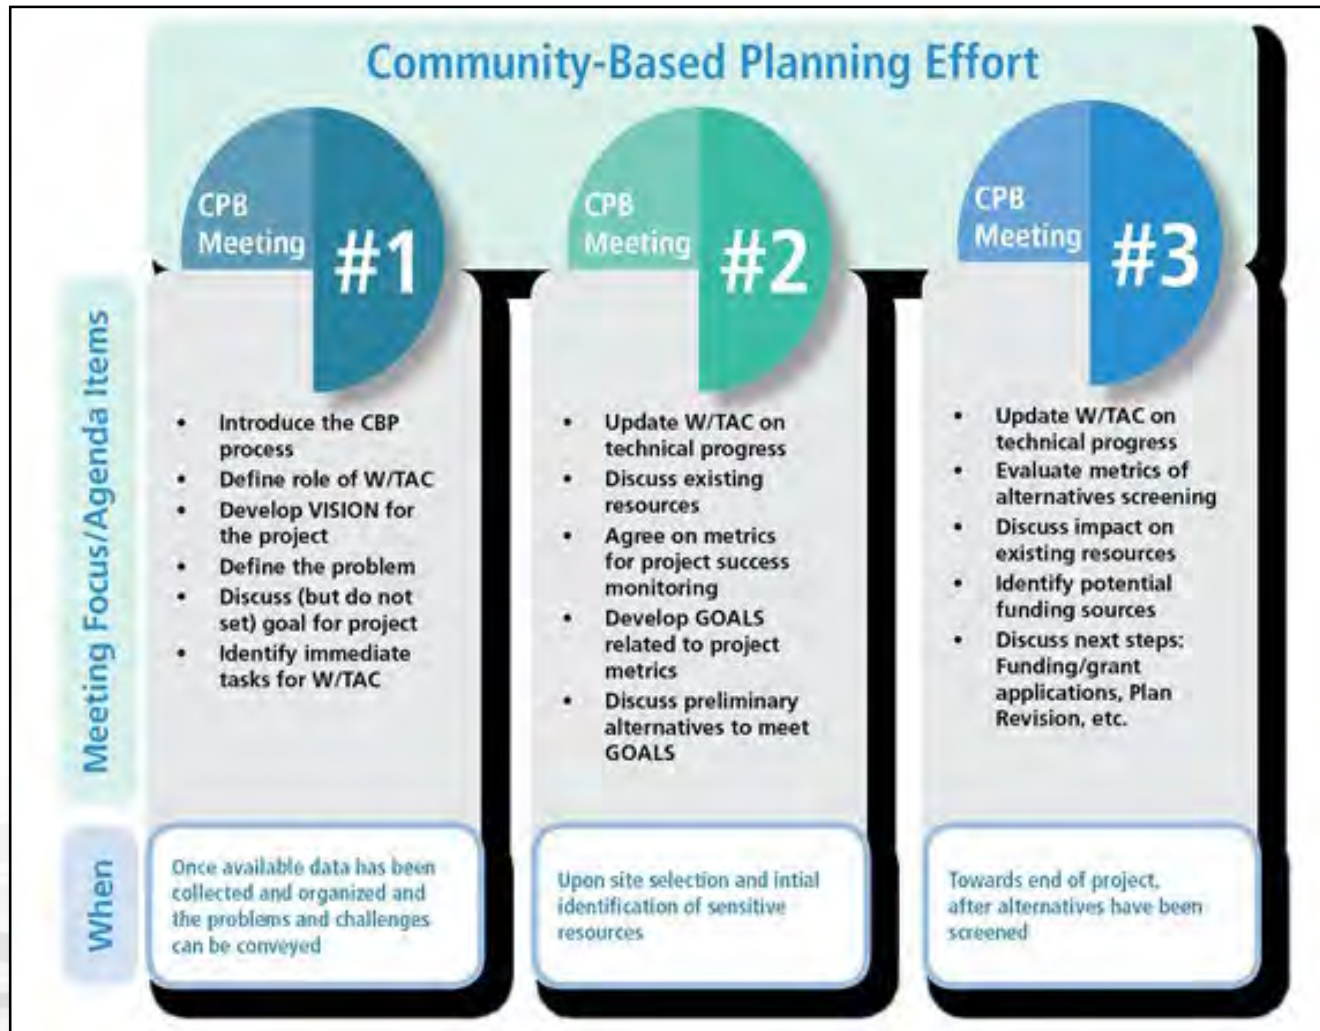 Community-Based Planning Effort
CPB
Meeting
#1
CPB
Meeting
#2
CPB
Meeting
#3
Meeting Focus/Agenda Items
• Introduce the CBP
process
• Define role of W/TAC
• Develop VISION for
the project
• Define the problem
• Discuss (but do not
set) goal for project
• Identify immediate
tasks for W/TAC
• Update W/TAC on
technical progress
• Discuss existing
resources
• Agree on metrics
for project success
monitoring
• Develop GOALS
related to project
metrics
• Discuss preliminary
alternatives to meet
GOALS
• Update W/TAC on
technical progress
• Evaluate metrics of
alternatives screening
• Discuss impact on
existing resources
• Identify potential
funding sources
• Discuss next steps:
Funding/grant
applications, Plan
Revision, etc.
When
Once available data has been
collected and organized and
the problems and challenges
can be conveyed
Upon site selection and intial
identification of sensitive
resources
Towards end of project,
after alternatives have been
screened